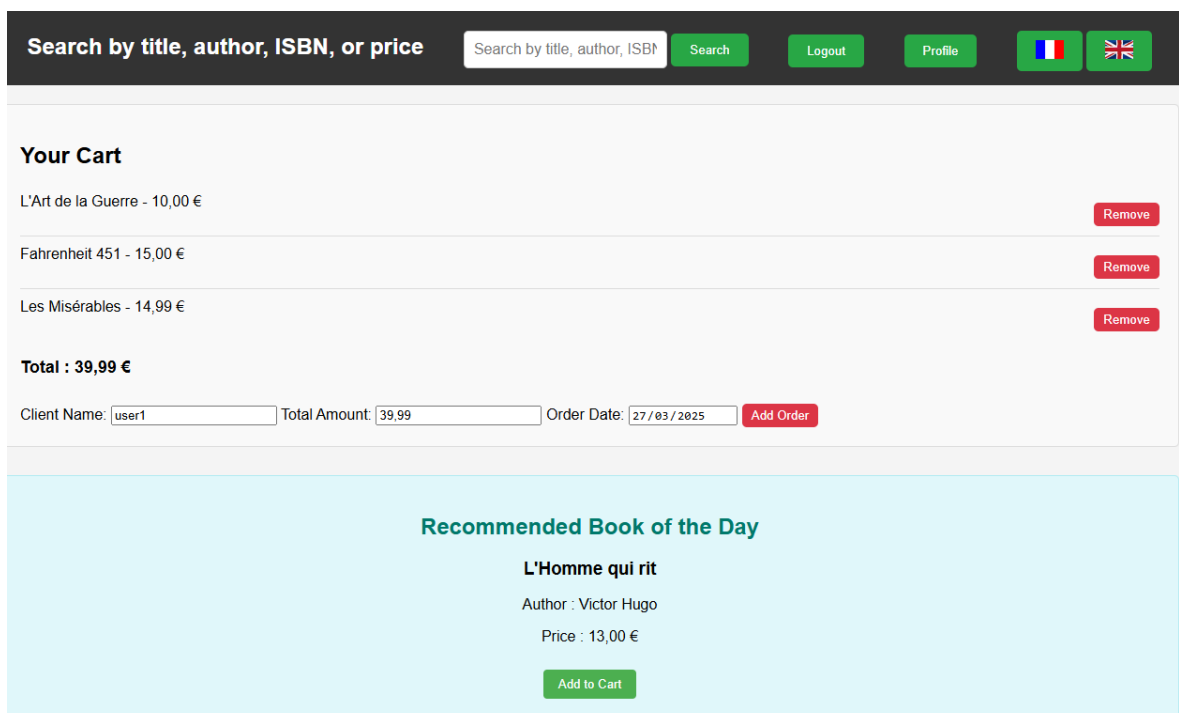 Search by title, author, ISBN, or price Search by title, author, ISBN Search Logout Profile
Your Cart
L'Art de la Guerre - 10,00 €
Remove
Fahrenheit 451 - 15,00 €
Remove
Les Misérables - 14,99 €
Remove
Total : 39,99 €
Client Name: user1 Total Amount: 39,99 Order Date: 27/03/2025 Add Order
Recommended Book of the Day
L'Homme qui rit
Author : Victor Hugo
Price : 13,00 €
Add to Cart